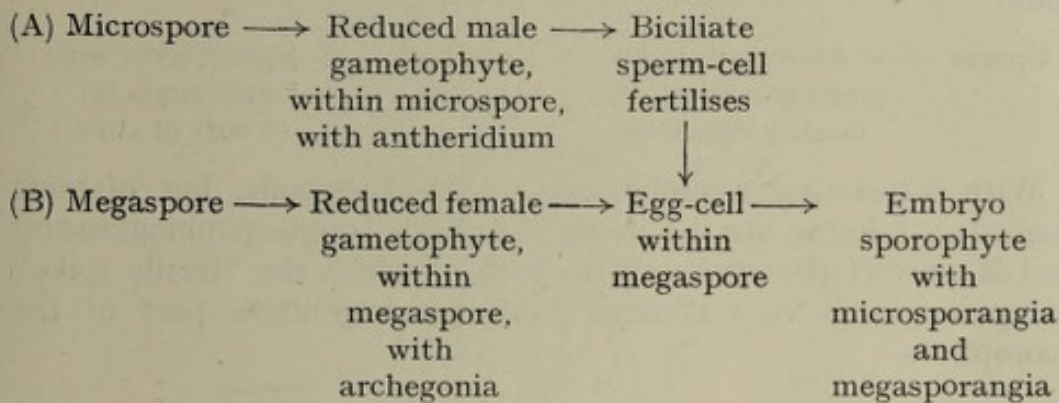 (A) Microspore ⟶ Reduced male ⟶ Biciliate
gametophyte, sperm-cell
within microspore, fertilises
with antheridium
(B) Megaspore ⟶ Reduced female ⟶ Egg-cell ⟶ Embryo
gametophyte, within sporophyte
within megaspore with
megaspore, microsporangia
with and
archegonia megasporangia